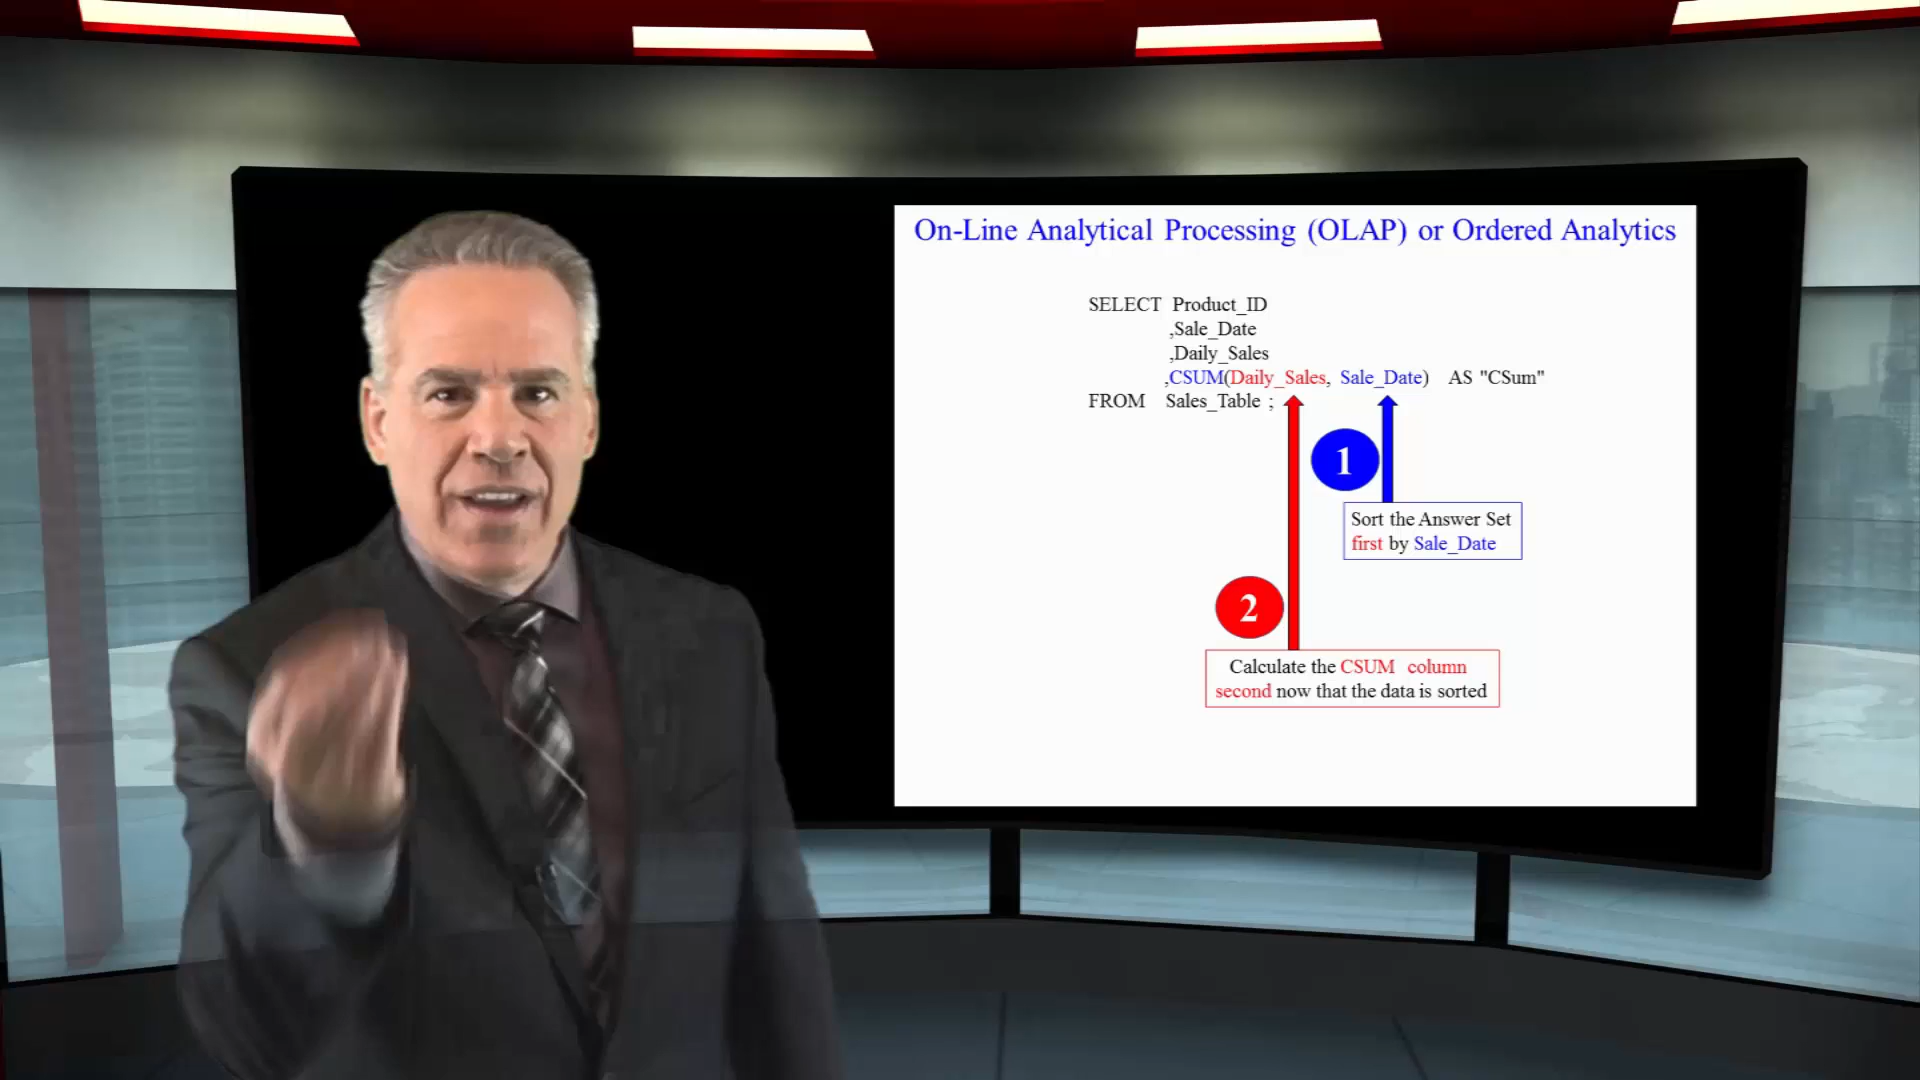 On-Line Analytical Processing (OLAP) or Ordered Analytics
SELECT Product_ID
,Sale_Date
,Daily_Sales
,CSUM(Daily_Sales, Sale_Date) AS "CSum"
FROM Sales_Table ;
1
Sort the Answer Set
first by Sale_Date
2
Calculate the CSUM column
second now that the data is sorted